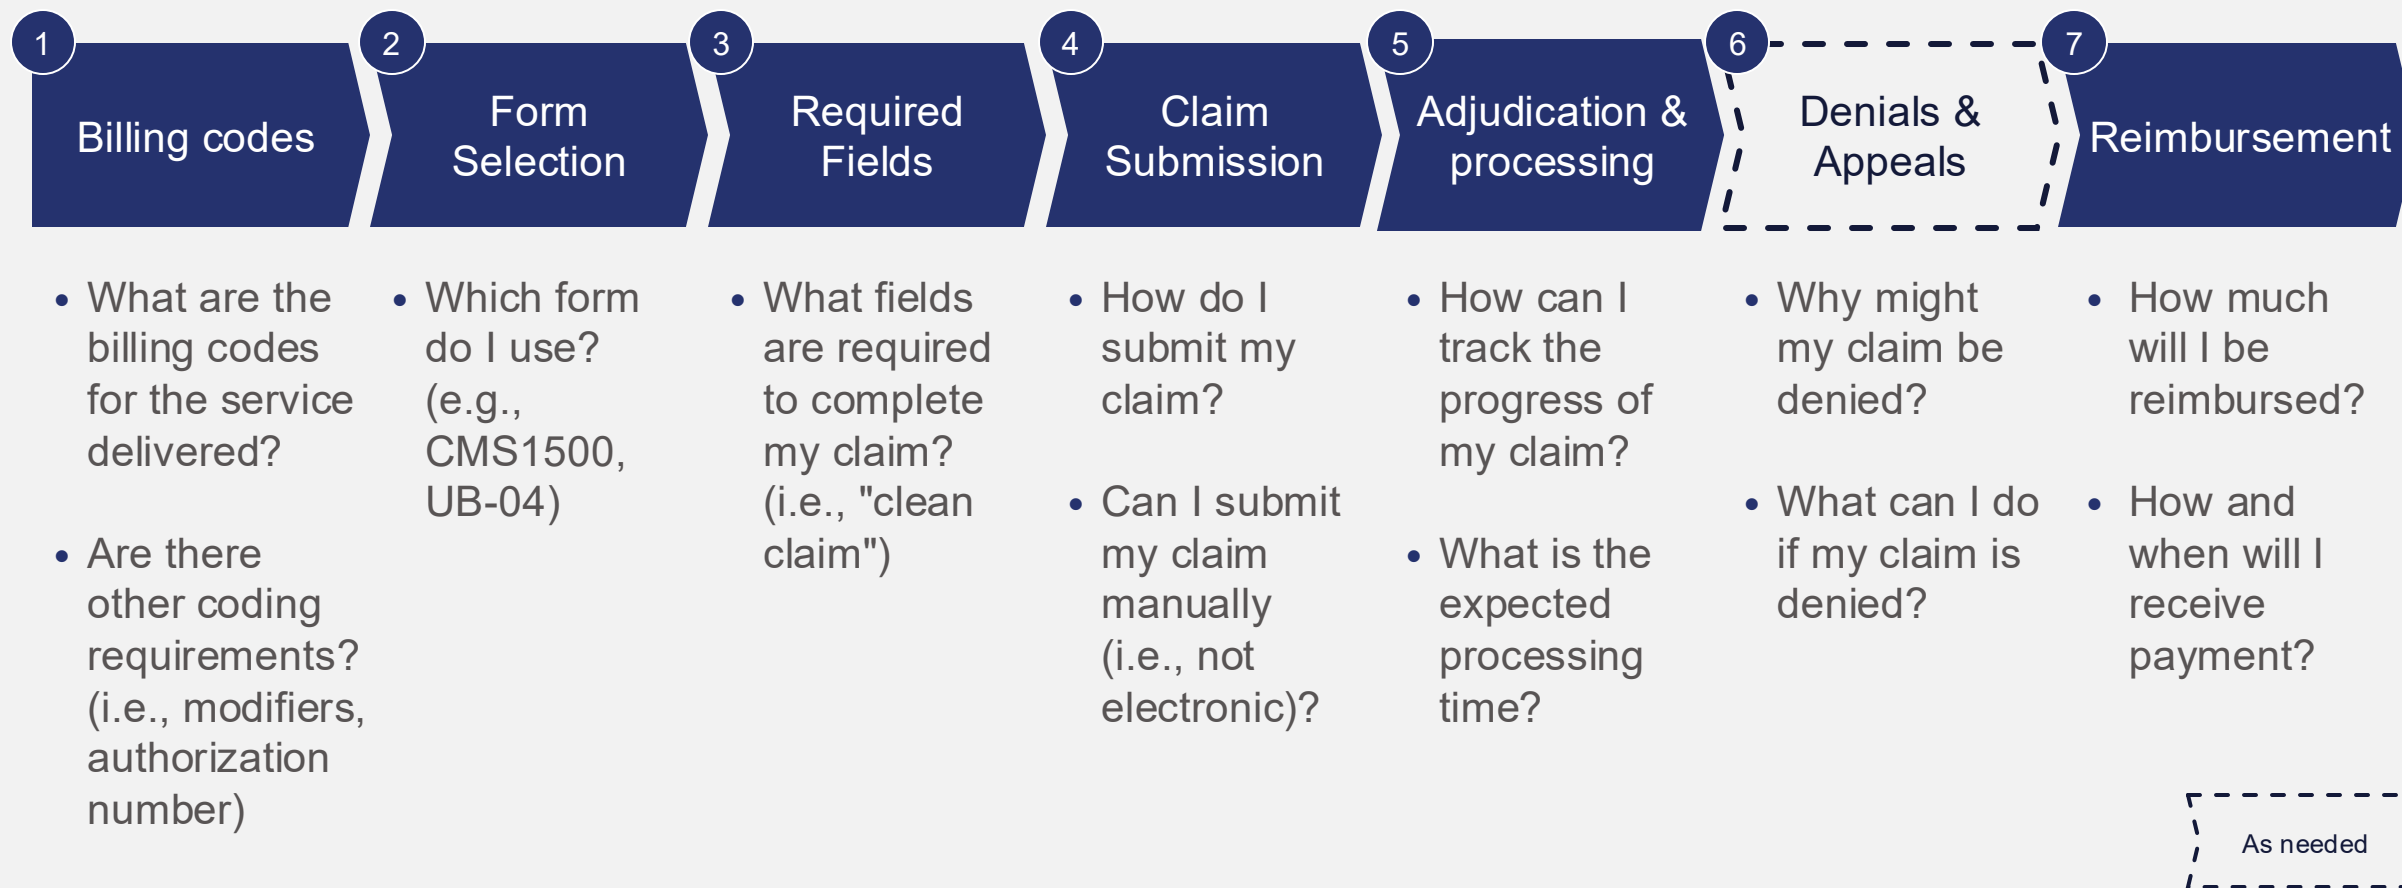 1
Billing codes
2
Form
Selection
3
Required
Fields
4
Claim
Submission
5
Adjudication &
processing
6
Denials &
Appeals
7
Reimbursement
• What are the
billing codes
for the service
delivered?
• Are there
other coding
requirements?
(i.e., modifiers,
authorization
number)
• Which form
do I use?
(e.g.,
CMS1500,
UB-04)
• What fields
are required
to complete
my claim?
(i.e., "clean
claim")
• How do I
submit my
claim?
• Can I submit
my claim
manually
(i.e., not
electronic)?
• How can I
track the
progress of
my claim?
• What is the
expected
processing
time?
• Why might
my claim be
denied?
• What can I do
if my claim is
denied?
• How much
will I be
reimbursed?
• How and
when will I
receive
payment?
As needed